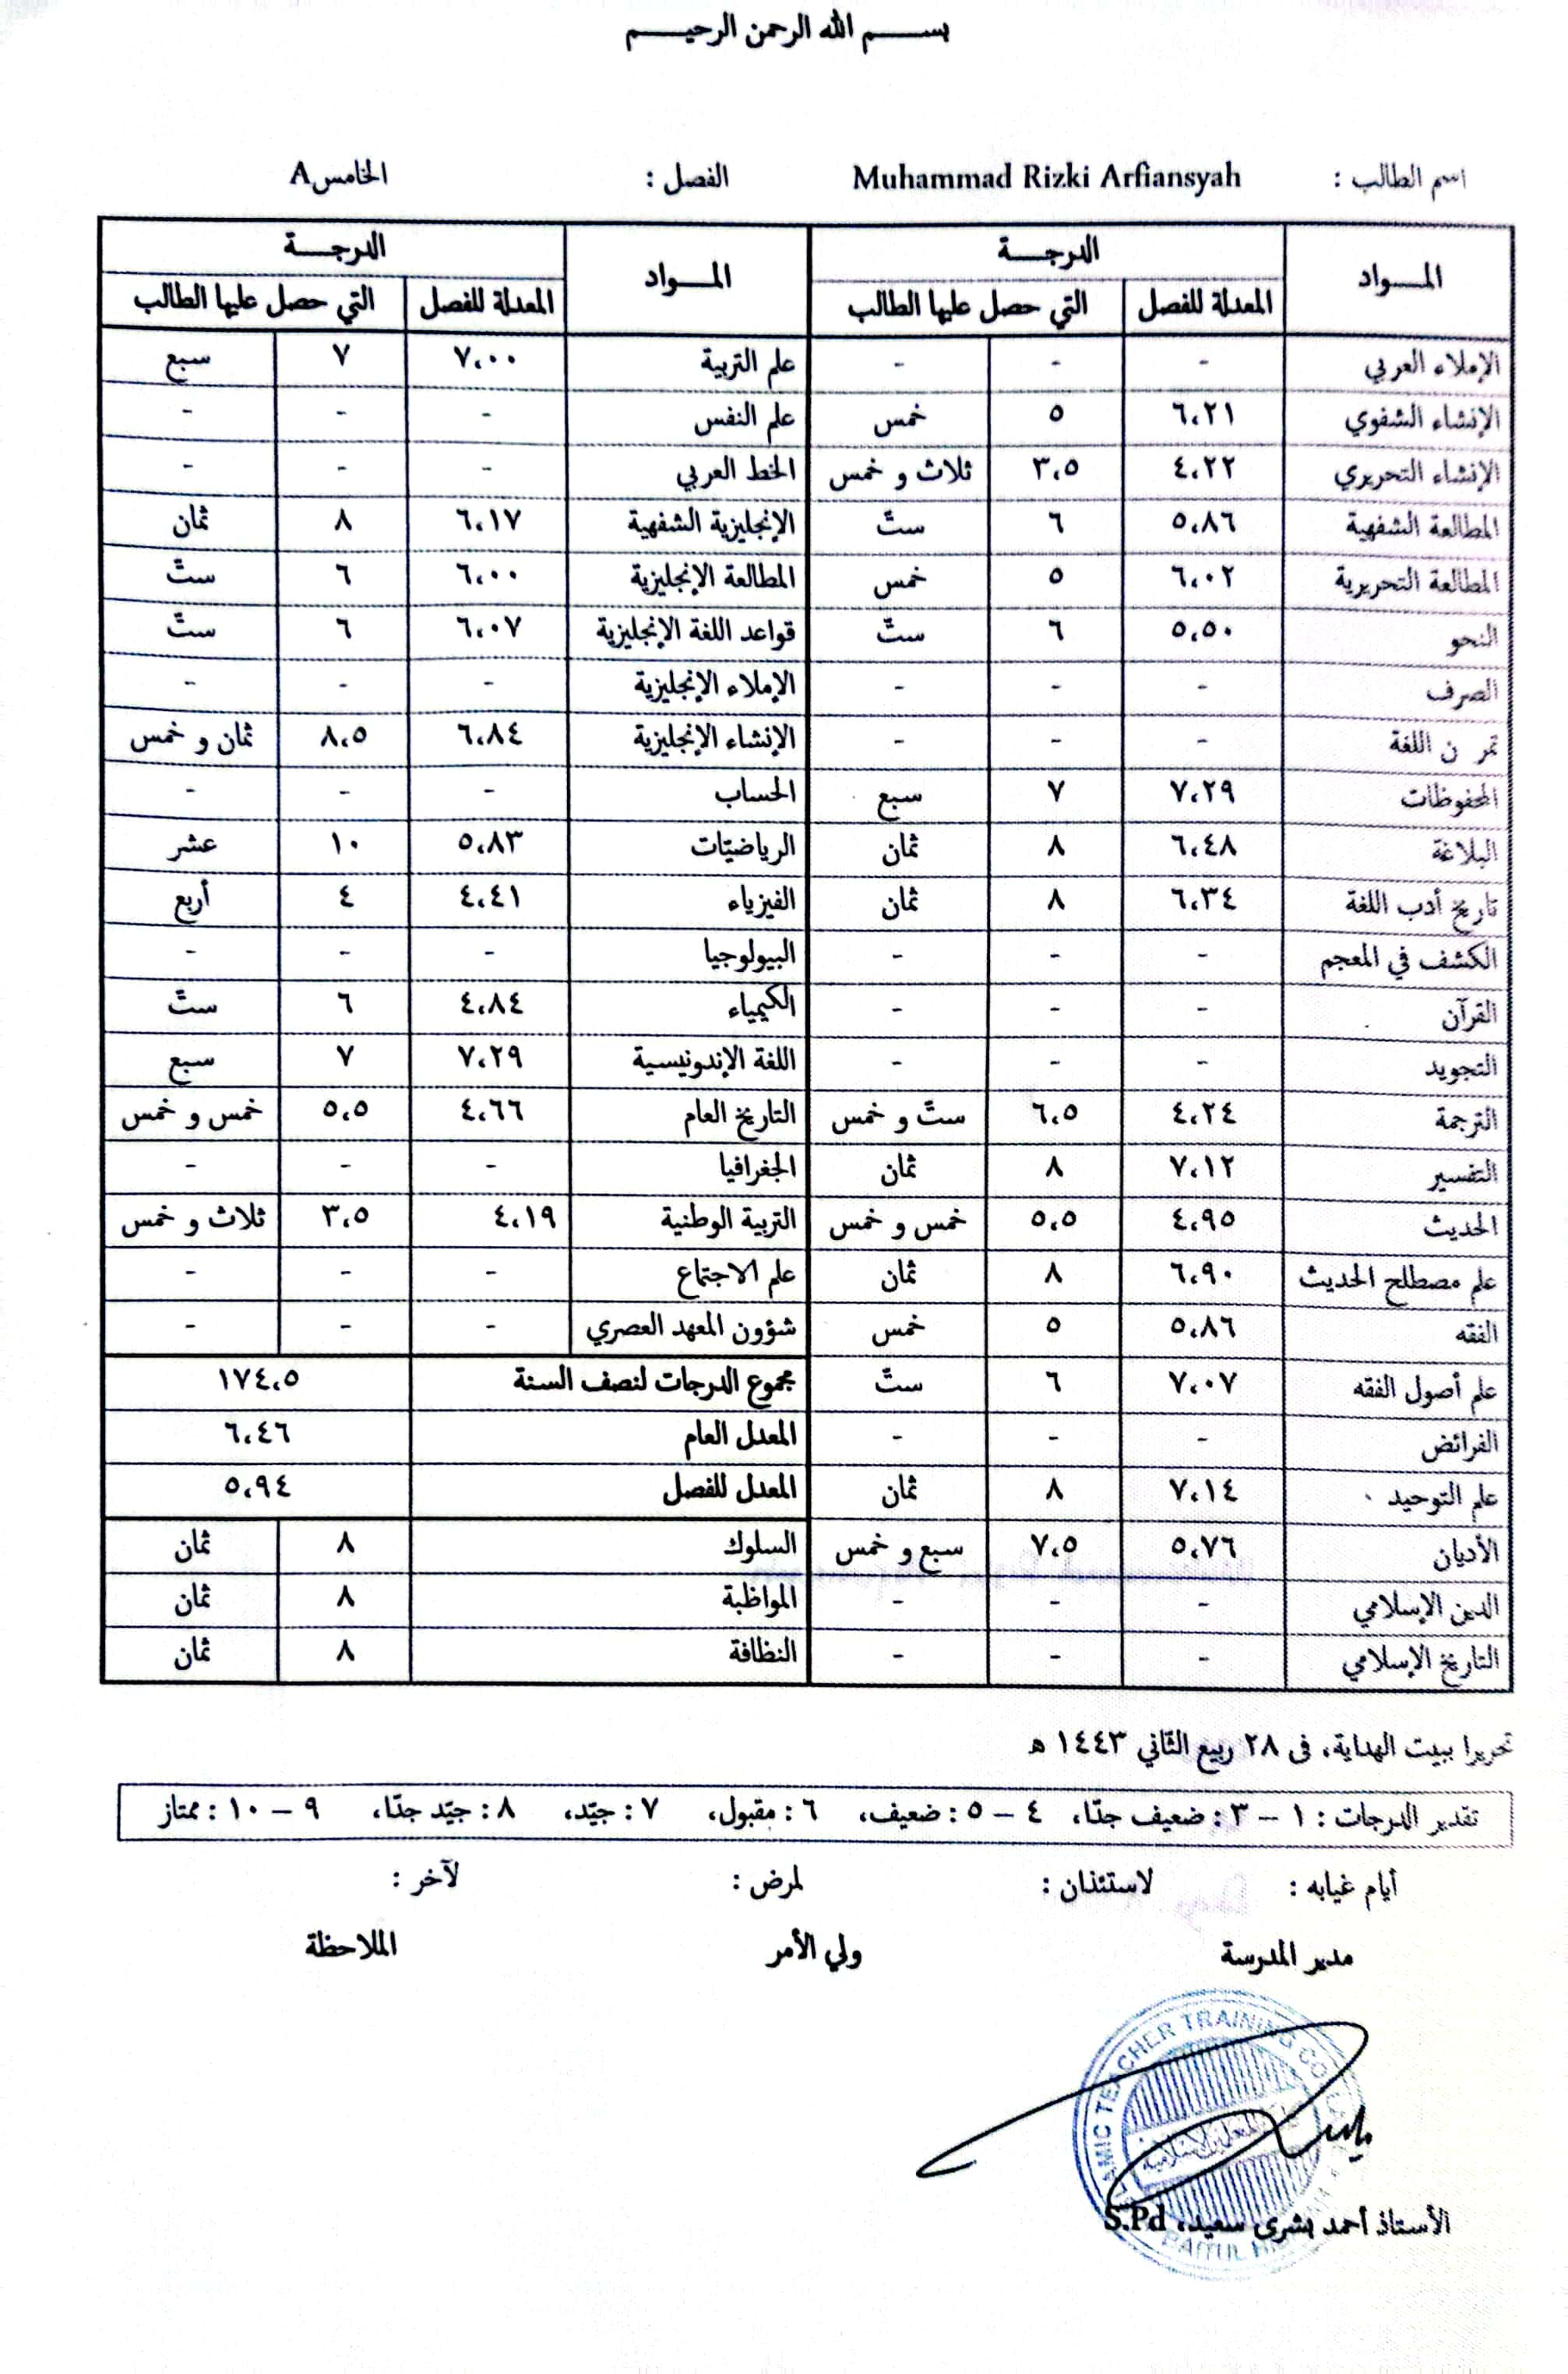 بســـم الله الرحمن الرحيـــم
اسم الطالب : Muhammad Rizki Arfiansyah الفصل : الخامس A
المـــواد الدرجـــة المـــواد الدرجـــة
المعدلة للفصل التي حصل عليها الطالب المعدلة للفصل التي حصل عليها الطالب
الإملاء العربي - - - علم التربية ٧،٠٠ ٧ سبع
الإنشاء الشفوي ٦،٢١ ٥ خمس علم النفس - - -
الإنشاء التحريري ٤،٢٢ ٣،٥ ثلاث و خمس الخط العربي - - -
المطالعة الشفهية ٥،٨٦ ٦ ستّ الإنجليزية الشفهية ٦،١٧ ٨ ثمان
المطالعة التحريرية ٦،٠٢ ٥ خمس المطالعة الإنجليزية ٦،٠٠ ٦ ستّ
النحو ٥،٥٠ ٦ ستّ قواعد اللغة الإنجليزية ٦،٠٧ ٦ ستّ
الصرف - - - الإملاء الإنجليزية - - -
تمر ن اللغة - - - الإنشاء الإنجليزية ٦،٨٤ ٨،٥ ثمان و خمس
المحفوظات ٧،٢٩ ٧ سبع الحساب - - -
البلاغة ٦،٤٨ ٨ ثمان الرياضيّات ٥،٨٣ ١٠ عشر
تاريخ أدب اللغة ٦،٣٤ ٨ ثمان الفيزياء ٤،٤١ ٤ أربع
الكشف في المعجم - - - البيولوجيا - - -
القرآن - - - الكيمياء ٤،٨٤ ٦ ستّ
التجويد - - - اللغة الإندونيسية ٧،٢٩ ٧ سبع
الترجمة ٤،٢٤ ٦،٥ ستّ و خمس التاريخ العام ٤،٦٦ ٥،٥ خمس و خمس
التفسير ٧،١٢ ٨ ثمان الجغرافيا - - -
الحديث ٤،٩٥ ٥،٥ خمس و خمس التربية الوطنية ٤،١٩ ٣،٥ ثلاث و خمس
علم مصطلح الحديث ٦،٩٠ ٨ ثمان علم الاجتماع - - -
الفقه ٥،٨٦ ٥ خمس شؤون المعهد العصري - - -
علم أصول الفقه ٧،٠٧ ٦ ستّ مجموع الدرجات لنصف السنة ١٧٤،٥
الفرائض - - - المعدل العام ٦،٤٦
علم التوحيد ٧،١٤ ٨ ثمان المعدل للفصل ٥،٩٤
الأديان ٥،٧٦ ٧،٥ سبع و خمس السلوك ٨ ثمان
الدين الإسلامي - - - المواظبة ٨ ثمان
التاريخ الإسلامي - - - النظافة ٨ ثمان
تحريرا ببيت الهداية، فى ٢٨ ربيع الثّاني ١٤٤٣ ه
تقدير الدرجات : ١ – ٣ : ضعيف جدّا، ٤ – ٥ : ضعيف، ٦ : مقبول، ٧ : جيّد، ٨ : جيّد جدّا، ٩ – ١٠ : ممتاز
أيام غيابه : لاستئذان : لمرض : لآخر :
مدير المدرسة ولي الأمر الملاحظة
ISLAMIC TEACHER TRAINING
الأستاذ أحمد بشرى سعيد، S.Pd